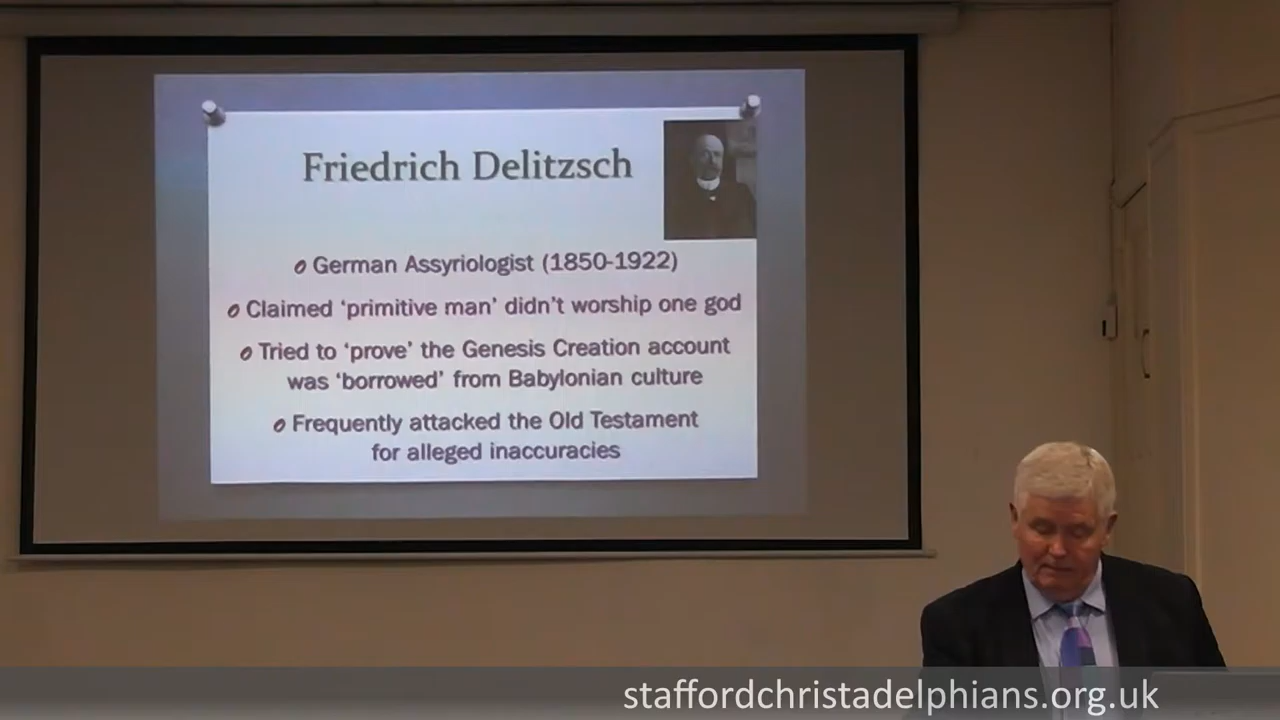 Friedrich Delitzsch
German Assyriologist (1850-1922)
Claimed ‘primitive man’ didn’t worship one god
Tried to ‘prove’ the Genesis Creation account
was ‘borrowed’ from Babylonian culture
Frequently attacked the Old Testament
for alleged inaccuracies
staffordchristadelphians.org.uk